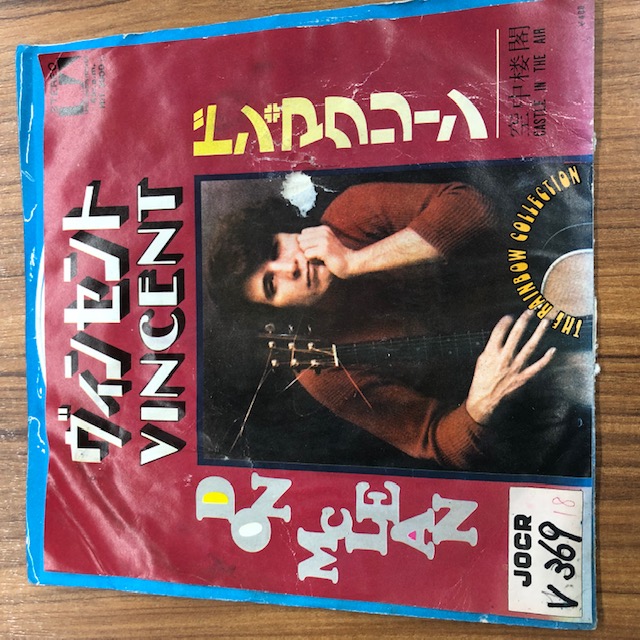 ヴィンセント
VINCENT
ドン・マクリーン
空中楼閣
CASTLE IN THE AIR
THE RAINBOW COLLECTION
DON
McLEAN
JOCR
V.369
18